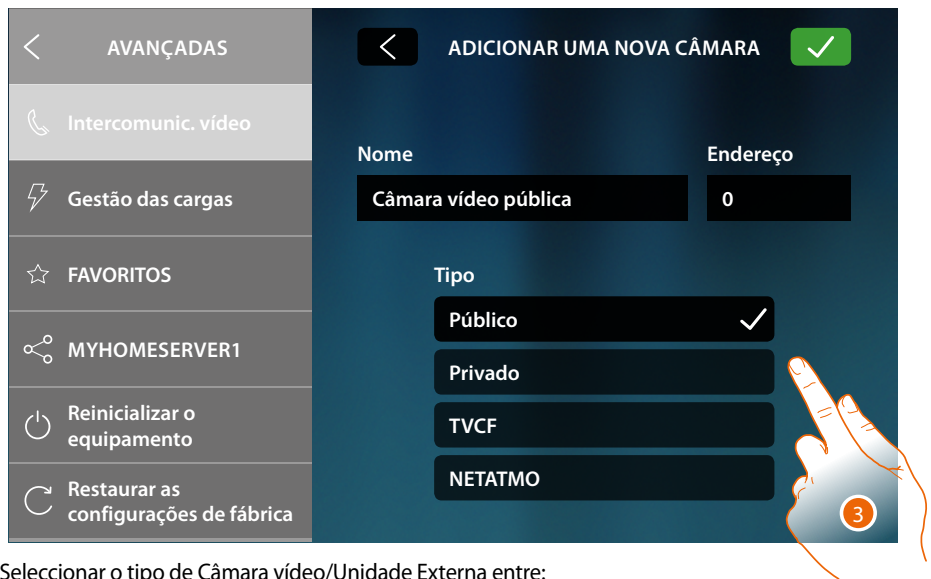 AVANÇADAS
Intercomunic. vídeo
Gestão das cargas
FAVORITOS
MYHOMESERVER1
Reinicializar o
equipamento
Restaurar as
configurações de fábrica
ADICIONAR UMA NOVA CÂMARA
Nome
Endereço
Câmara vídeo pública
0
Tipo
Público
Privado
TVCF
NETATMO
3
Seleccionar o tipo de Câmara vídeo/Unidade Externa entre: